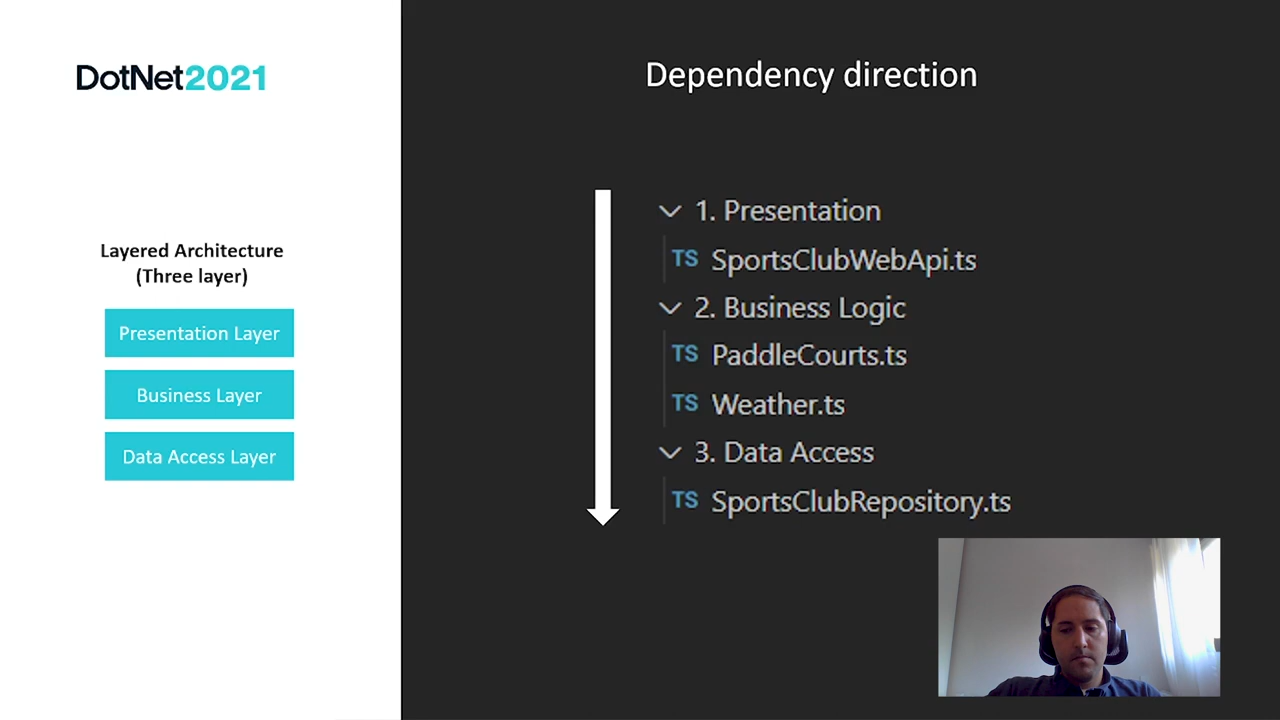 DotNet2021
Layered Architecture
(Three layer)
Presentation Layer
Business Layer
Data Access Layer
Dependency direction
1. Presentation
TS SportsClubWebApi.ts
2. Business Logic
TS PaddleCourts.ts
TS Weather.ts
3. Data Access
TS SportsClubRepository.ts